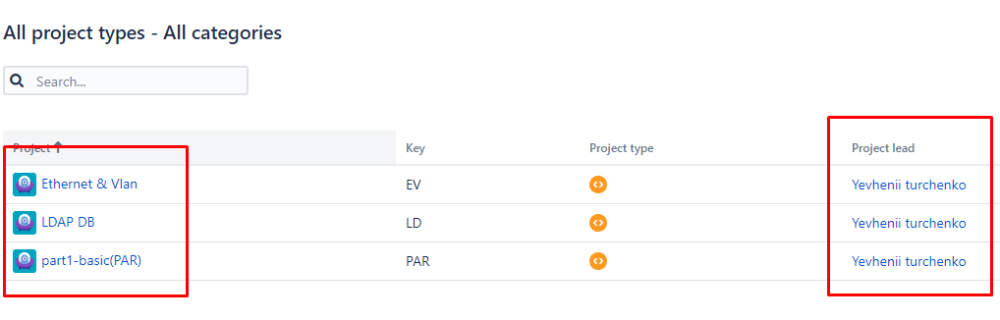 All project types - All categories
Search...
Project Key Project type Project lead
Ethernet & Vlan EV Yevhenii turchenko
LDAP DB LD Yevhenii turchenko
part1-basic(PAR) PAR Yevhenii turchenko